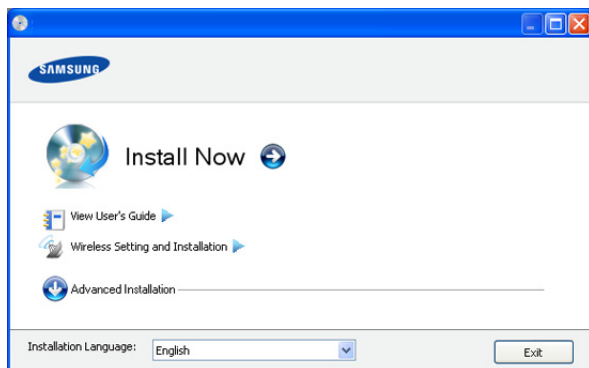 SAMSUNG
Install Now
View User's Guide
Wireless Setting and Installation
Advanced Installation
Installation Language: English Exit